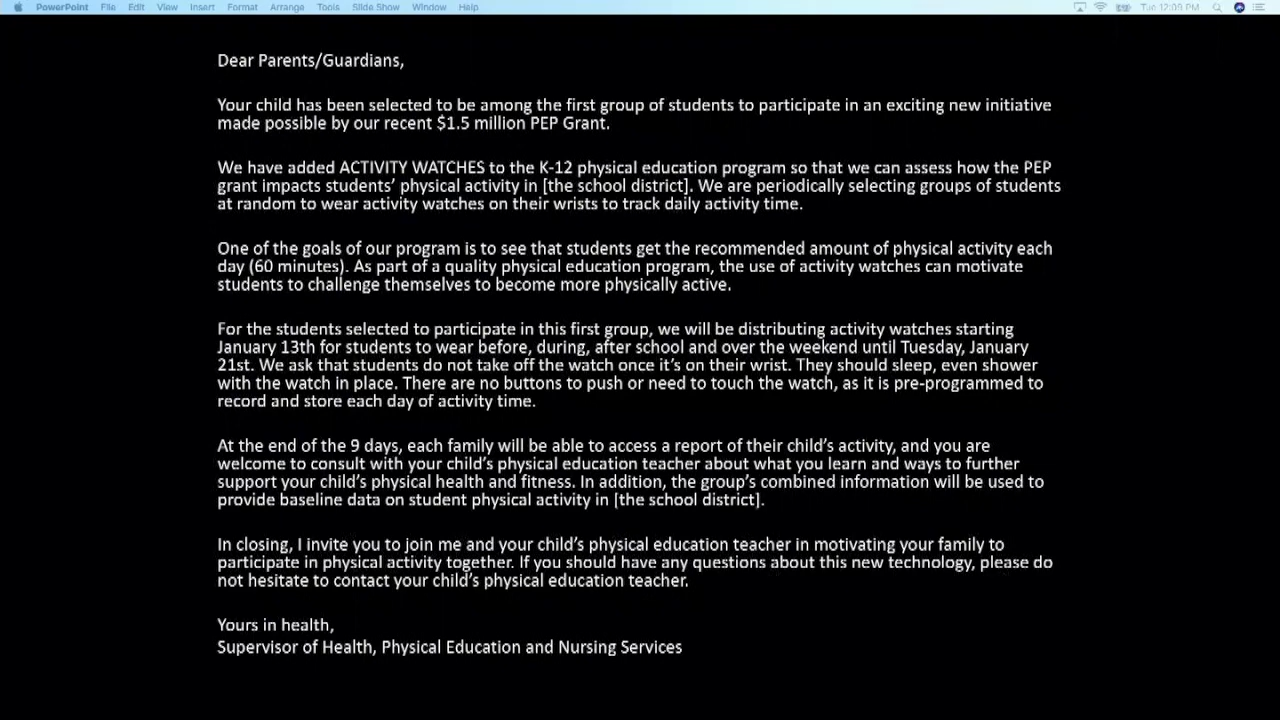 PowerPoint File Edit View Insert Format Arrange Tools Slide Show Window Help Tue 12:09 PM
Dear Parents/Guardians,
Your child has been selected to be among the first group of students to participate in an exciting new initiative
made possible by our recent $1.5 million PEP Grant.
We have added ACTIVITY WATCHES to the K-12 physical education program so that we can assess how the PEP
grant impacts students’ physical activity in [the school district]. We are periodically selecting groups of students
at random to wear activity watches on their wrists to track daily activity time.
One of the goals of our program is to see that students get the recommended amount of physical activity each
day (60 minutes). As part of a quality physical education program, the use of activity watches can motivate
students to challenge themselves to become more physically active.
For the students selected to participate in this first group, we will be distributing activity watches starting
January 13th for students to wear before, during, after school and over the weekend until Tuesday, January
21st. We ask that students do not take off the watch once it’s on their wrist. They should sleep, even shower
with the watch in place. There are no buttons to push or need to touch the watch, as it is pre-programmed to
record and store each day of activity time.
At the end of the 9 days, each family will be able to access a report of their child’s activity, and you are
welcome to consult with your child’s physical education teacher about what you learn and ways to further
support your child’s physical health and fitness. In addition, the group’s combined information will be used to
provide baseline data on student physical activity in [the school district].
In closing, I invite you to join me and your child’s physical education teacher in motivating your family to
participate in physical activity together. If you should have any questions about this new technology, please do
not hesitate to contact your child’s physical education teacher.
Yours in health,
Supervisor of Health, Physical Education and Nursing Services